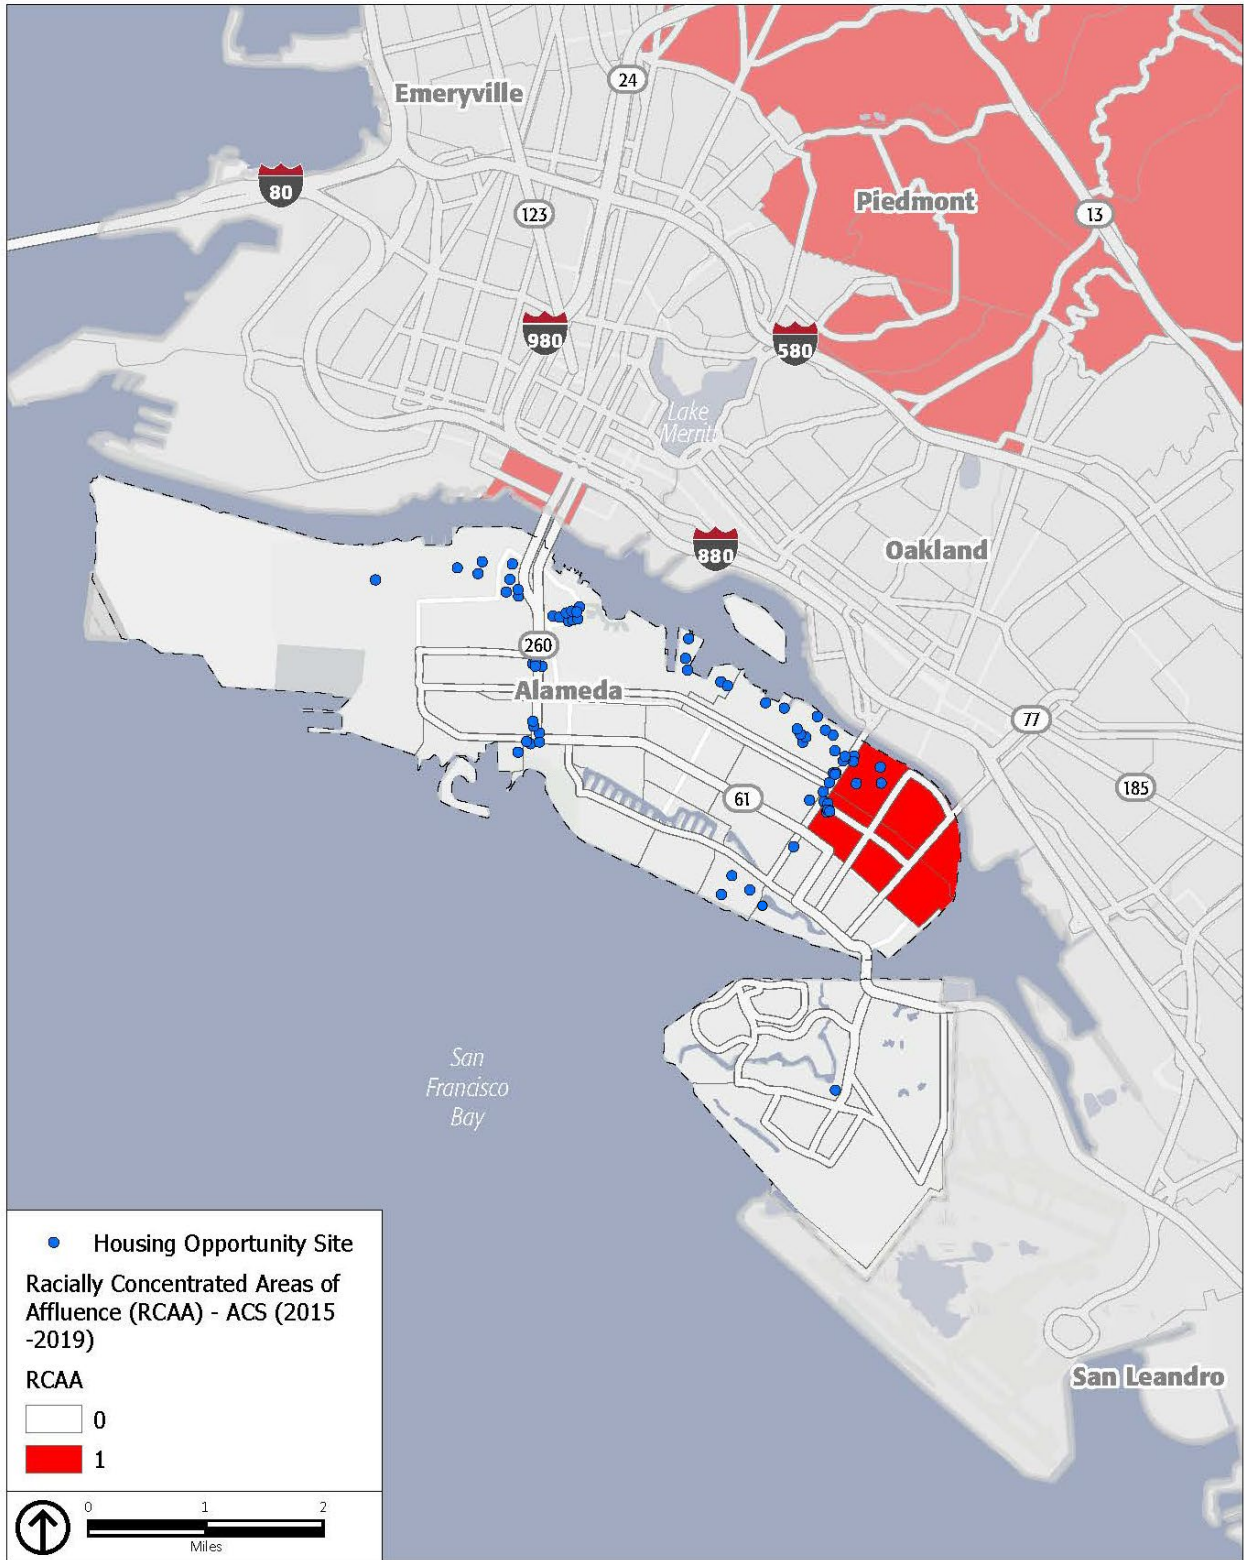 Emeryville
24
80
123
Piedmont
13
980
580
Lake
Merritt
880
Oakland
260
Alameda
77
61
185
San
Francisco
Bay
San Leandro
Housing Opportunity Site
Racially Concentrated Areas of
Affluence (RCAA) - ACS (2015
-2019)
RCAA
0
1
0 1 2
Miles